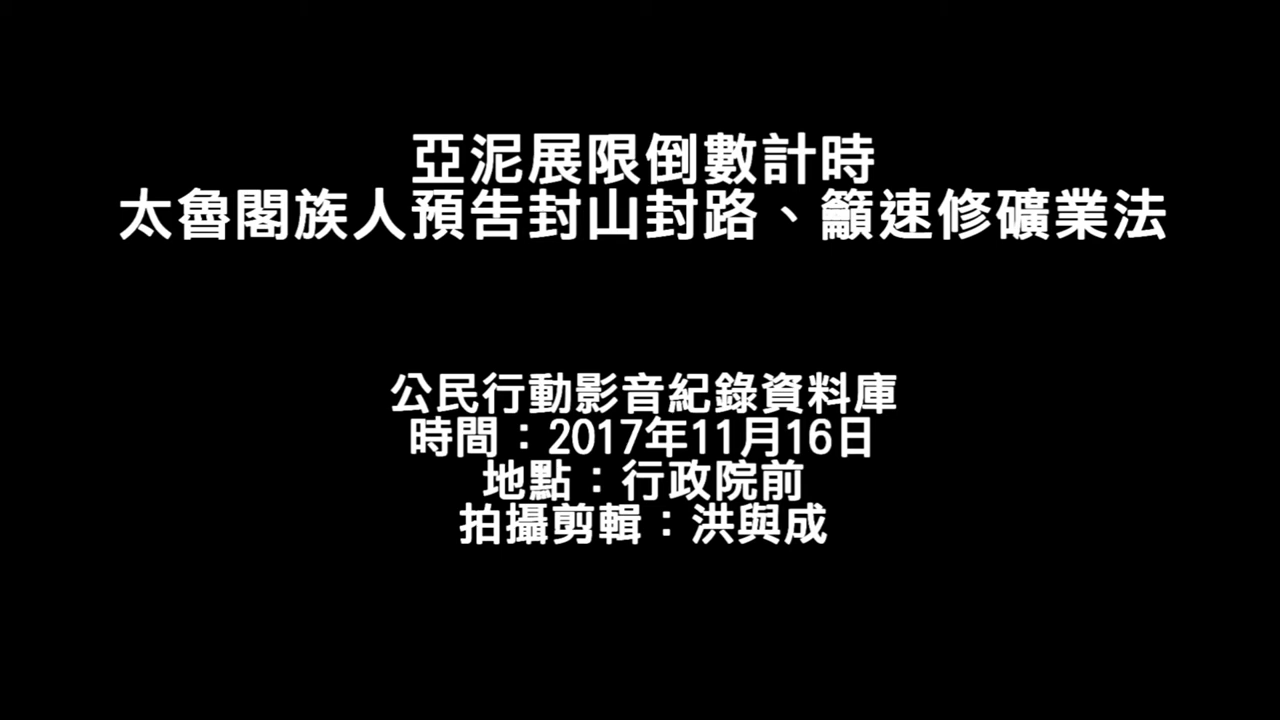 亞泥展限倒數計時
太魯閣族人預告封山封路、籲速修礦業法
公民行動影音紀錄資料庫
時間：2017年11月16日
地點：行政院前
拍攝剪輯：洪與成